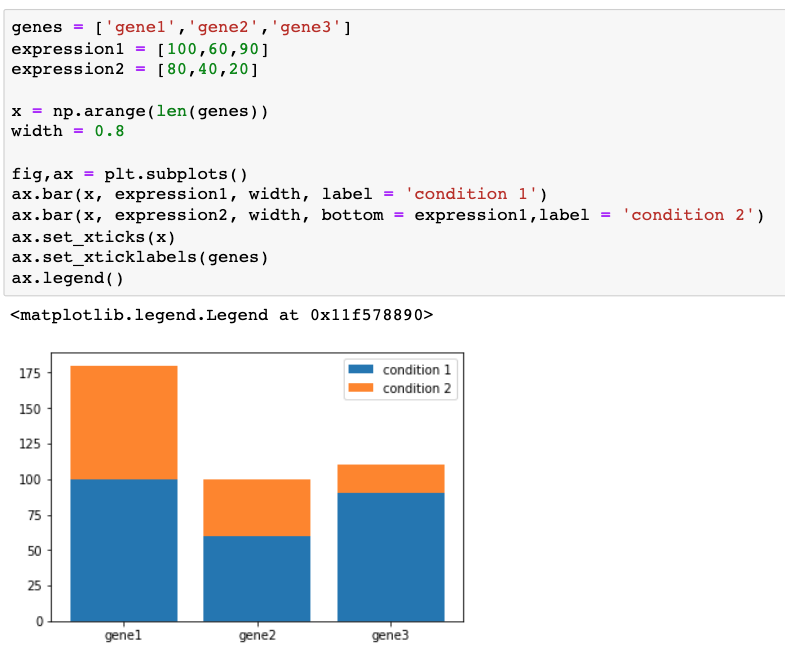 genes = ['gene1','gene2','gene3']
expression1 = [100,60,90]
expression2 = [80,40,20]
x = np.arange(len(genes))
width = 0.8
fig,ax = plt.subplots()
ax.bar(x, expression1, width, label = 'condition 1')
ax.bar(x, expression2, width, bottom = expression1,label = 'condition 2')
ax.set_xticks(x)
ax.set_xticklabels(genes)
ax.legend()
<matplotlib.legend.Legend at 0x11f578890>
condition 1
condition 2
175
150
125
100
75
50
25
0
gene1 gene2 gene3